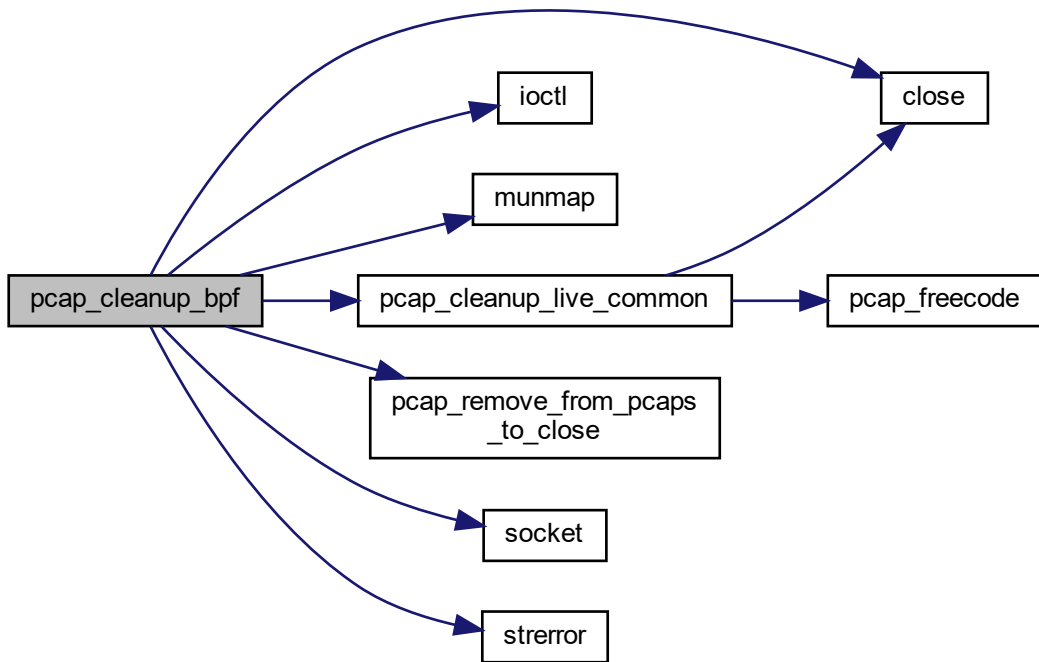 ioctl
close
munmap
pcap_cleanup_bpf
pcap_cleanup_live_common
pcap_freecode
pcap_remove_from_pcaps
_to_close
socket
strerror